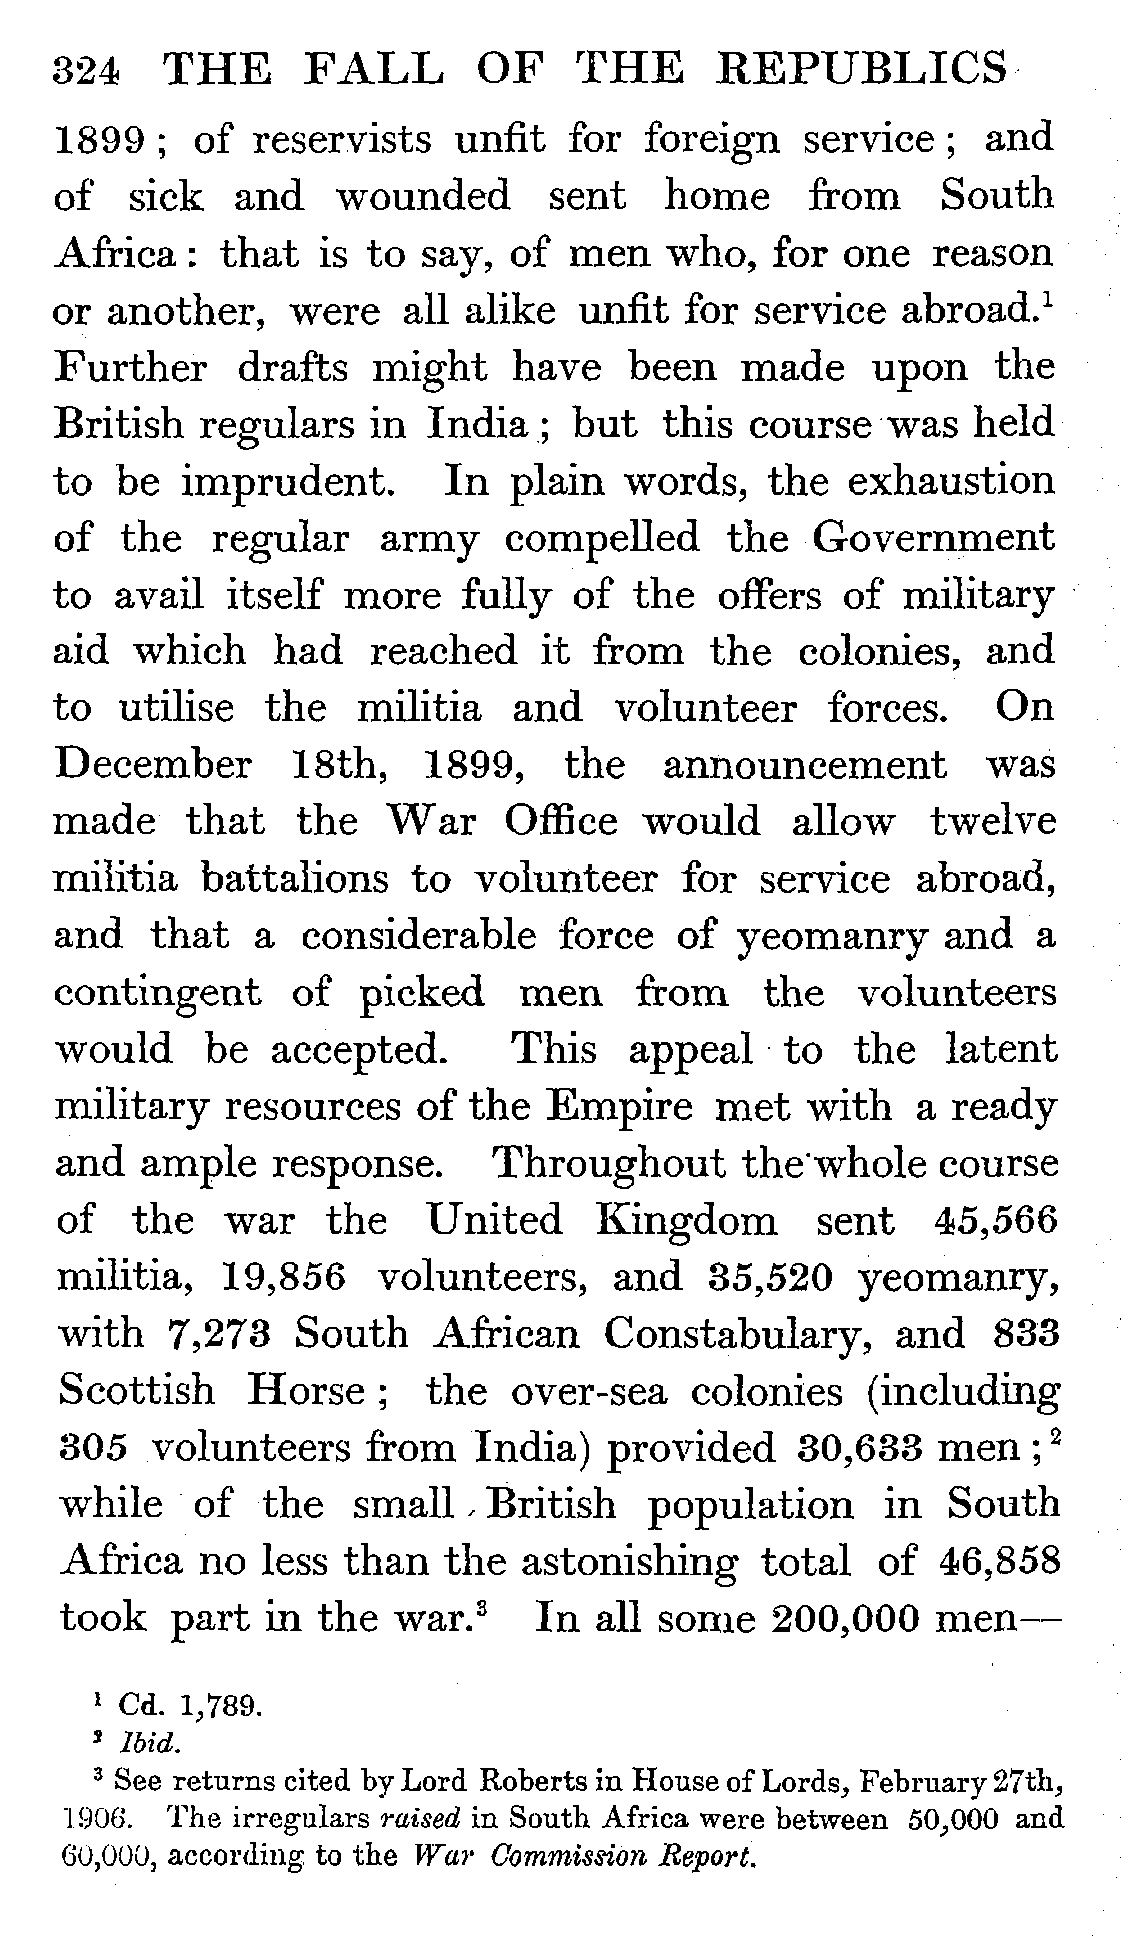 324 THE FALL OF THE REPUBLICS
1899 ; of reservists unfit for foreign service ; and
of sick and wounded sent home from South
Africa : that is to say, of men who, for one reason
or another, were all alike unfit for service abroad.¹
Further drafts might have been made upon the
British regulars in India ; but this course was held
to be imprudent. In plain words, the exhaustion
of the regular army compelled the Government
to avail itself more fully of the offers of military
aid which had reached it from the colonies, and
to utilise the militia and volunteer forces. On
December 18th, 1899, the announcement was
made that the War Office would allow twelve
militia battalions to volunteer for service abroad,
and that a considerable force of yeomanry and a
contingent of picked men from the volunteers
would be accepted. This appeal to the latent
military resources of the Empire met with a ready
and ample response. Throughout the whole course
of the war the United Kingdom sent 45,566
militia, 19,856 volunteers, and 35,520 yeomanry,
with 7,273 South African Constabulary, and 833
Scottish Horse ; the over-sea colonies (including
305 volunteers from India) provided 30,633 men ;²
while of the small British population in South
Africa no less than the astonishing total of 46,858
took part in the war.³ In all some 200,000 men—
¹ Cd. 1,789.
² Ibid.
³ See returns cited by Lord Roberts in House of Lords, February 27th,
1906. The irregulars raised in South Africa were between 50,000 and
60,000, according to the War Commission Report.